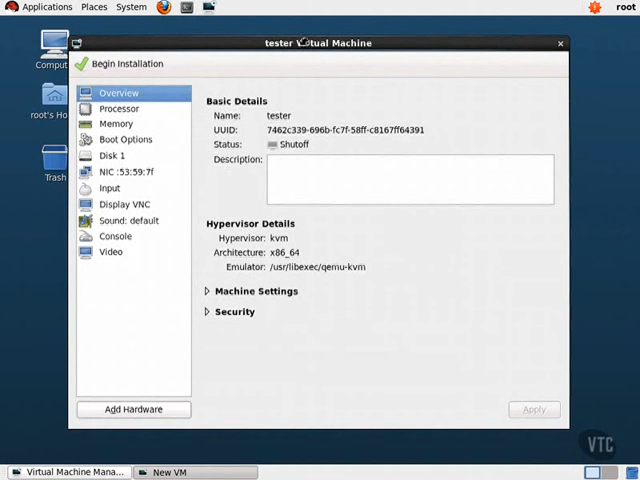 Applications Places System root
tester Virtual Machine
Begin Installation
Comput
root's Ho
Trash
Overview
Processor
Memory
Boot Options
Disk 1
NIC :53:59:7f
Input
Display VNC
Sound: default
Console
Video
Add Hardware
Basic Details
Name: tester
UUID: 7462c339-696b-fc7f-58ff-c8167ff64391
Status: Shutoff
Description:
Hypervisor Details
Hypervisor: kvm
Architecture: x86_64
Emulator: /usr/libexec/qemu-kvm
Machine Settings
Security
Apply
VTC
Virtual Machine Mana... New VM